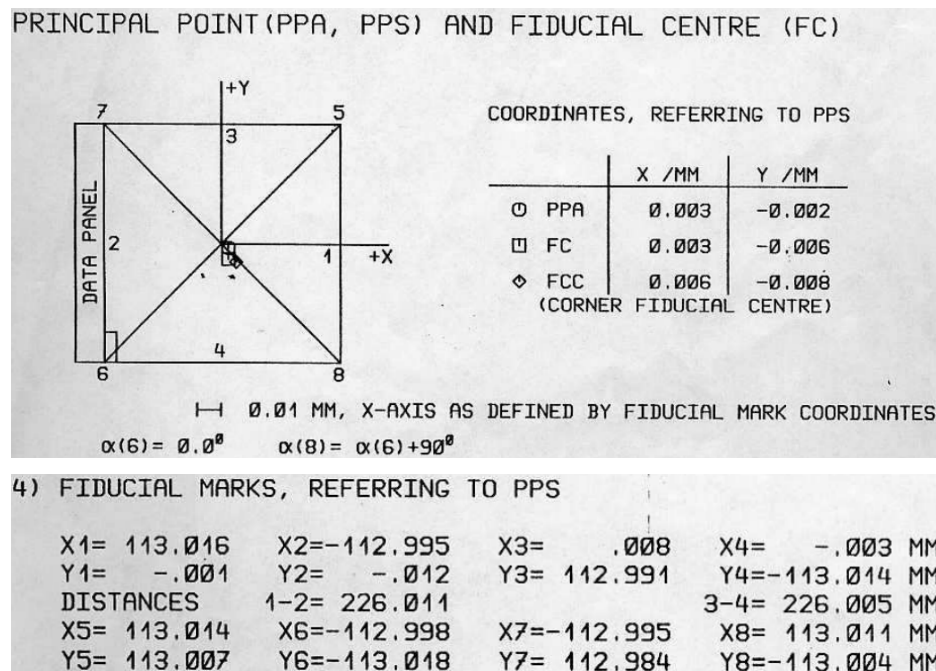 PRINCIPAL POINT(PPA, PPS) AND FIDUCIAL CENTRE (FC)
+Y
7 5
3
COORDINATES, REFERRING TO PPS
X /MM Y /MM
PPA 0.003 -0.002
FC 0.003 -0.006
FCC 0.006 -0.008
(CORNER FIDUCIAL CENTRE)
DATA PANEL
2 1 +X
4
6 8
0.01 MM, X-AXIS AS DEFINED BY FIDUCIAL MARK COORDINATES
α(6)= 0.0⁰ α(8)= α(6)+90⁰
4) FIDUCIAL MARKS, REFERRING TO PPS
X1= 113.016 X2=-112.995 X3= .008 X4= -.003 MM
Y1= -.001 Y2= -.012 Y3= 112.991 Y4=-113.014 MM
DISTANCES 1-2= 226.011 3-4= 226.005 MM
X5= 113.014 X6=-112.998 X7=-112.995 X8= 113.011 MM
Y5= 113.007 Y6=-113.018 Y7= 112.984 Y8=-113.004 MM